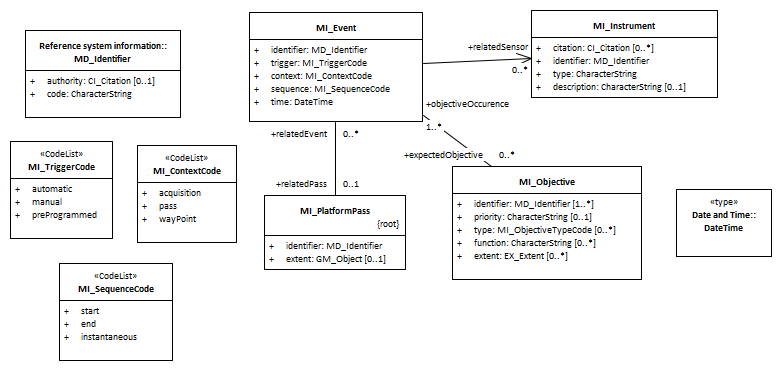 Reference system information::
MD_Identifier
+ authority: CI_Citation [0..1]
+ code: CharacterString
MI_Event
+ identifier: MD_Identifier
+ trigger: MI_TriggerCode
+ context: MI_ContextCode
+ sequence: MI_SequenceCode
+ time: DateTime
+relatedSensor
0..*
MI_Instrument
+ citation: CI_Citation [0..*]
+ identifier: MD_Identifier
+ type: CharacterString
+ description: CharacterString [0..1]
+objectiveOccurence
1..*
+relatedEvent
0..*
+expectedObjective
0..*
+relatedPass
0..1
«CodeList»
MI_TriggerCode
+ automatic
+ manual
+ preProgrammed
«CodeList»
MI_ContextCode
+ acquisition
+ pass
+ wayPoint
MI_PlatformPass
{root}
+ identifier: MD_Identifier
+ extent: GM_Object [0..1]
MI_Objective
+ identifier: MD_Identifier [1..*]
+ priority: CharacterString [0..1]
+ type: MI_ObjectiveTypeCode [0..*]
+ function: CharacterString [0..*]
+ extent: EX_Extent [0..*]
«type»
Date and Time::
DateTime
«CodeList»
MI_SequenceCode
+ start
+ end
+ instantaneous